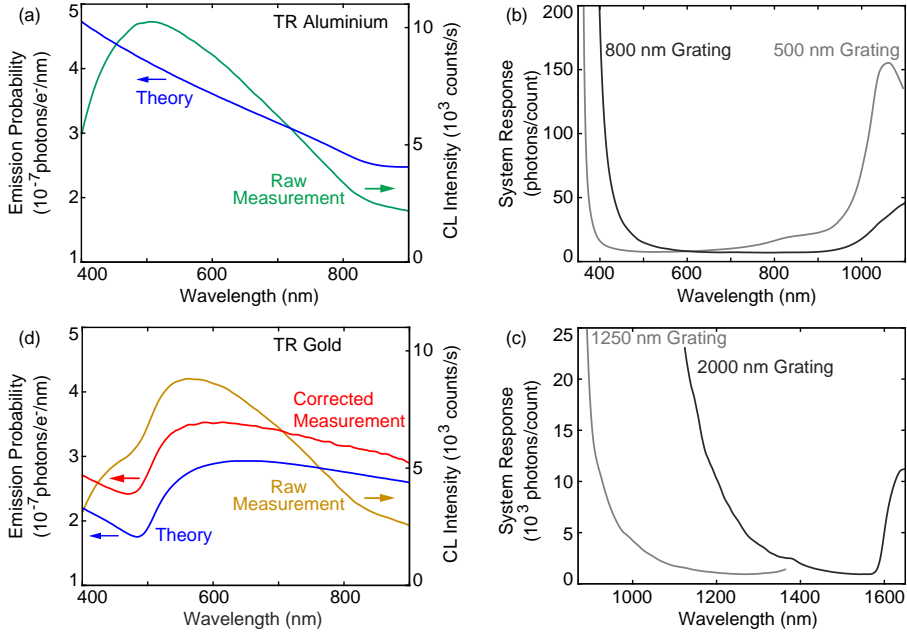 (a)
TR Aluminium
Emission Probability
(10⁻⁷photons/e⁻/nm)
5
4
3
2
1
Theory
Raw
Measurement
10
5
0
CL Intensity (10³ counts/s)
400
600
800
Wavelength (nm)
(b)
800 nm Grating
500 nm Grating
System Response
(photons/count)
200
150
100
50
0
400
600
800
1000
Wavelength (nm)
(d)
TR Gold
Emission Probability
(10⁻⁷photons/e⁻/nm)
5
4
3
2
1
Corrected
Measurement
Raw
Measurement
Theory
10
5
0
CL Intensity (10³ counts/s)
400
600
800
Wavelength (nm)
(c)
1250 nm Grating
2000 nm Grating
System Response
(10³ photons/count)
25
20
15
10
5
0
1000
1200
1400
1600
Wavelength (nm)